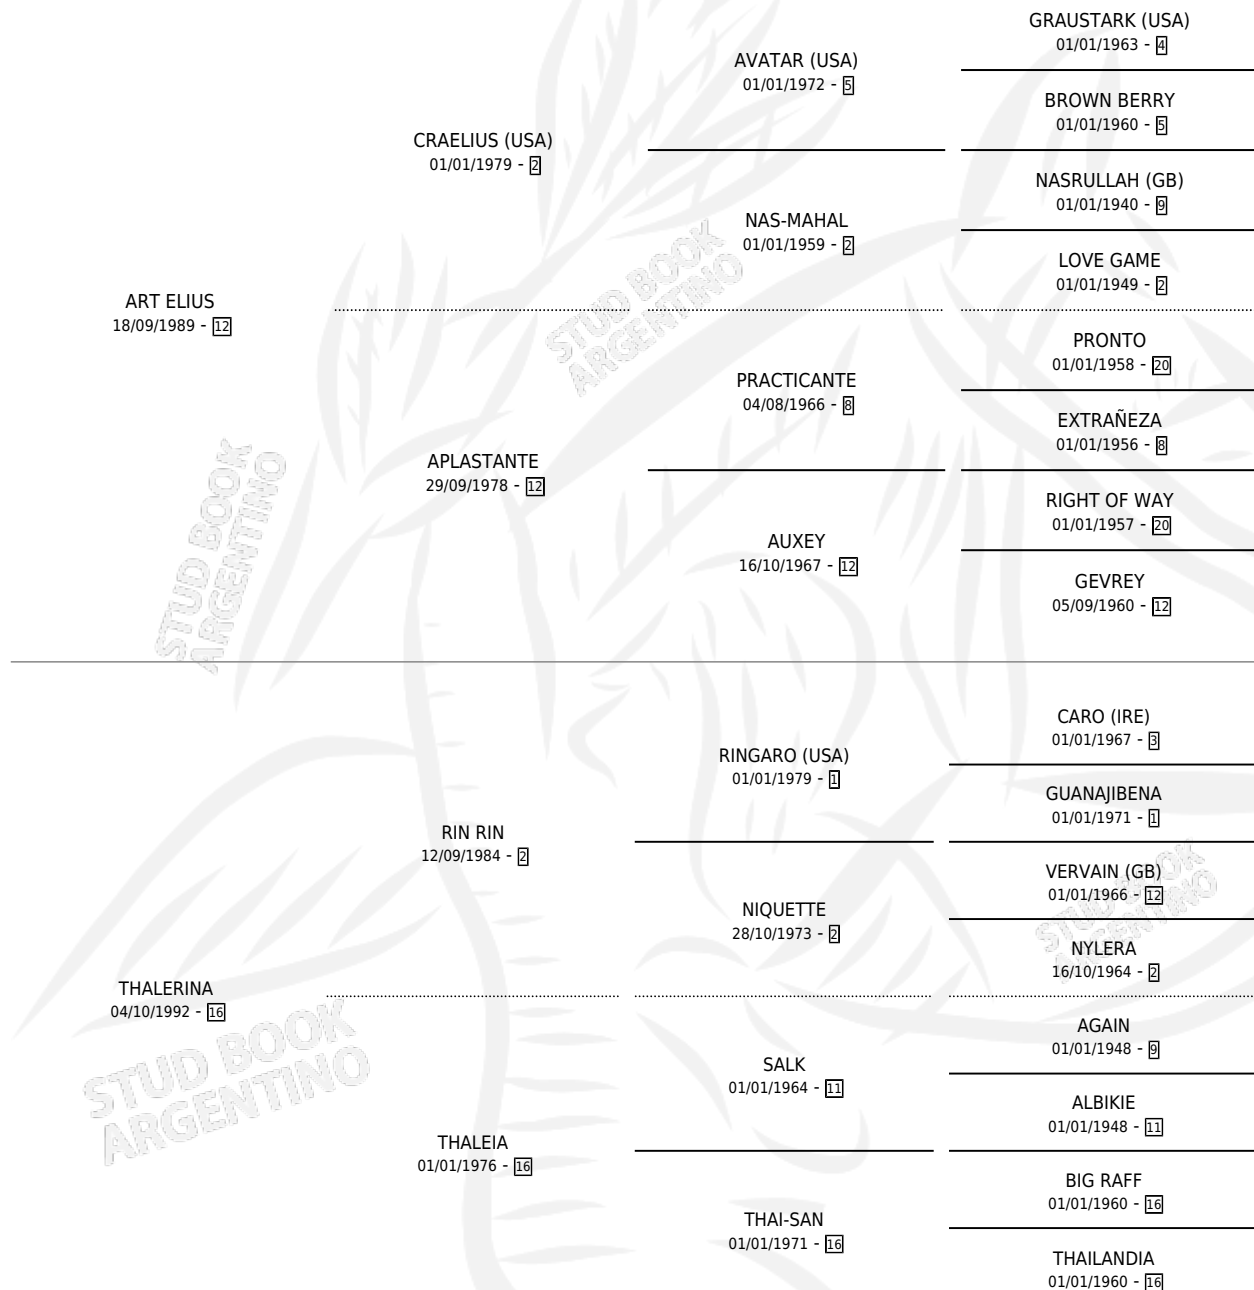 GRAUSTARK (USA)
01/01/1963 - 4
AVATAR (USA)
01/01/1972 - 5
BROWN BERRY
01/01/1960 - 5
CRAELIUS (USA)
01/01/1979 - 2
NASRULLAH (GB)
01/01/1940 - 9
NAS-MAHAL
01/01/1959 - 2
LOVE GAME
01/01/1949 - 2
ART ELIUS
18/09/1989 - 12
PRONTO
01/01/1958 - 20
PRACTICANTE
04/08/1966 - 8
EXTRAÑEZA
01/01/1956 - 8
APLASTANTE
29/09/1978 - 12
RIGHT OF WAY
01/01/1957 - 20
AUXEY
16/10/1967 - 12
GEVREY
05/09/1960 - 12
CARO (IRE)
01/01/1967 - 3
RINGARO (USA)
01/01/1979 - 1
GUANAJIBENA
01/01/1971 - 1
RIN RIN
12/09/1984 - 2
VERVAIN (GB)
01/01/1966 - 12
NIQUETTE
28/10/1973 - 2
NYLERA
16/10/1964 - 2
THALERINA
04/10/1992 - 16
AGAIN
01/01/1948 - 9
SALK
01/01/1964 - 11
ALBIKIE
01/01/1948 - 11
THALEIA
01/01/1976 - 16
BIG RAFF
01/01/1960 - 16
THAI-SAN
01/01/1971 - 16
THAILANDIA
01/01/1960 - 16
STUD BOOK
ARGENTINO
STUD BOOK
ARGENTINO
STUD BOOK
ARGENTINO
STUD BOOK
ARGENTINO